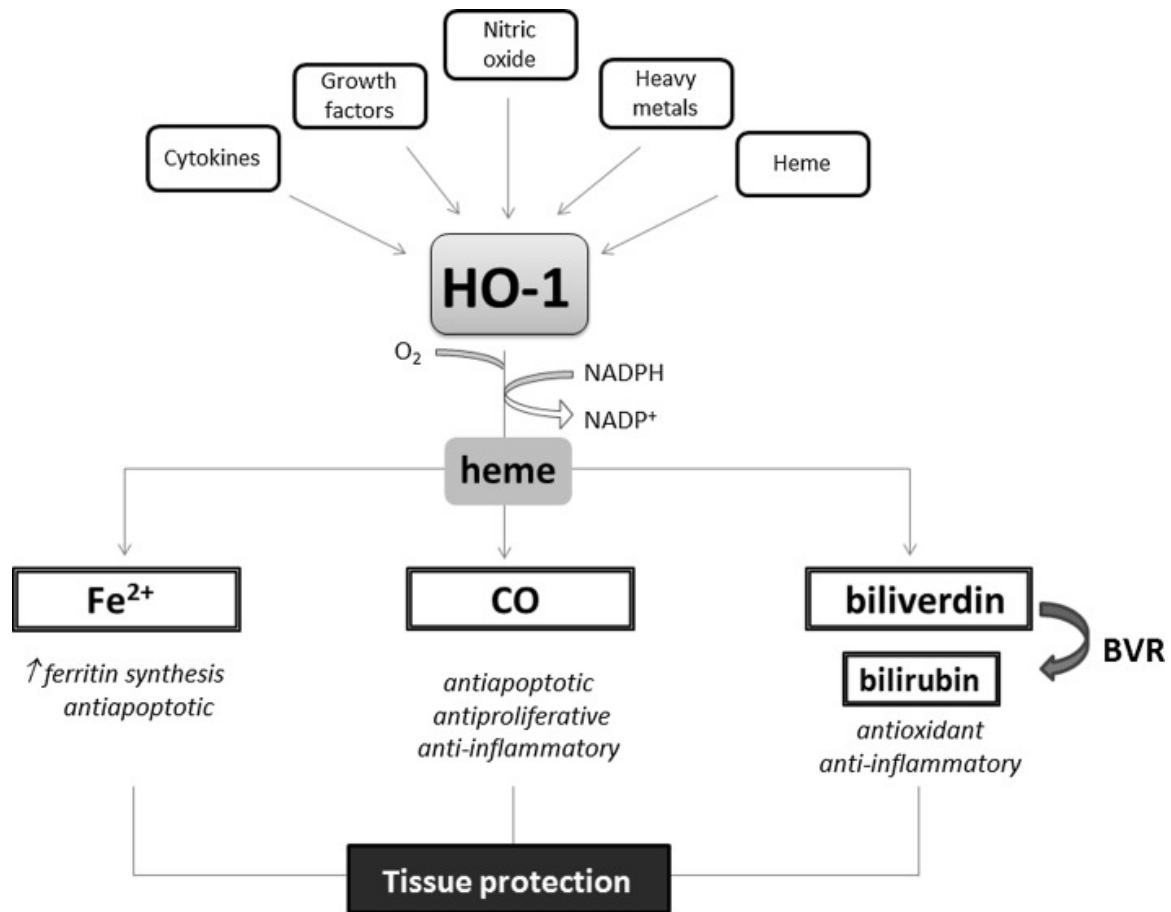 Nitric
oxide
Growth
factors
Heavy
metals
Cytokines
Heme
HO-1
O₂
NADPH
NADP⁺
heme
Fe²⁺
CO
biliverdin
BVR
↑ferritin synthesis
antiapoptotic
antiapoptotic
antiproliferative
anti-inflammatory
bilirubin
antioxidant
anti-inflammatory
Tissue protection